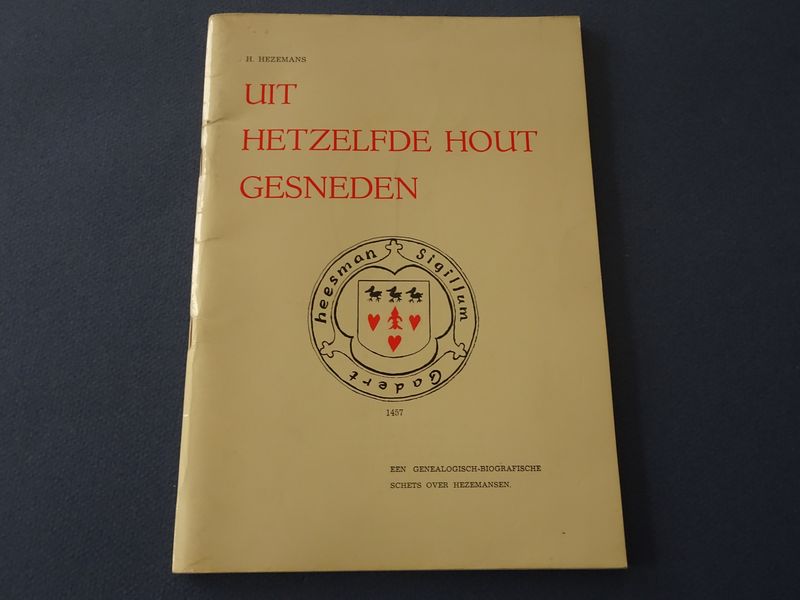 H. HEZEMANS
UIT
HETZELFDE HOUT
GESNEDEN
Sigillum Gadert heesman
1457
EEN GENEALOGISCH-BIOGRAFISCHE
SCHETS OVER HEZEMANSEN.